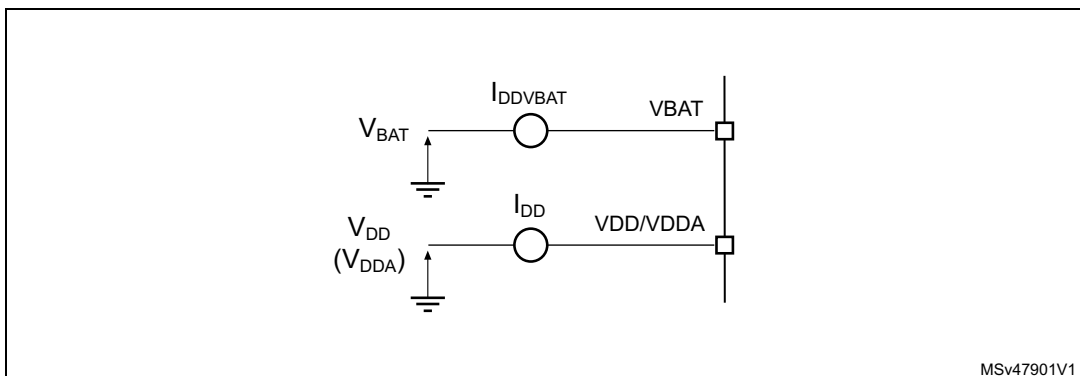 I_DDVBAT
V_BAT
VBAT
I_DD
V_DD
(V_DDA)
VDD/VDDA
MSv47901V1